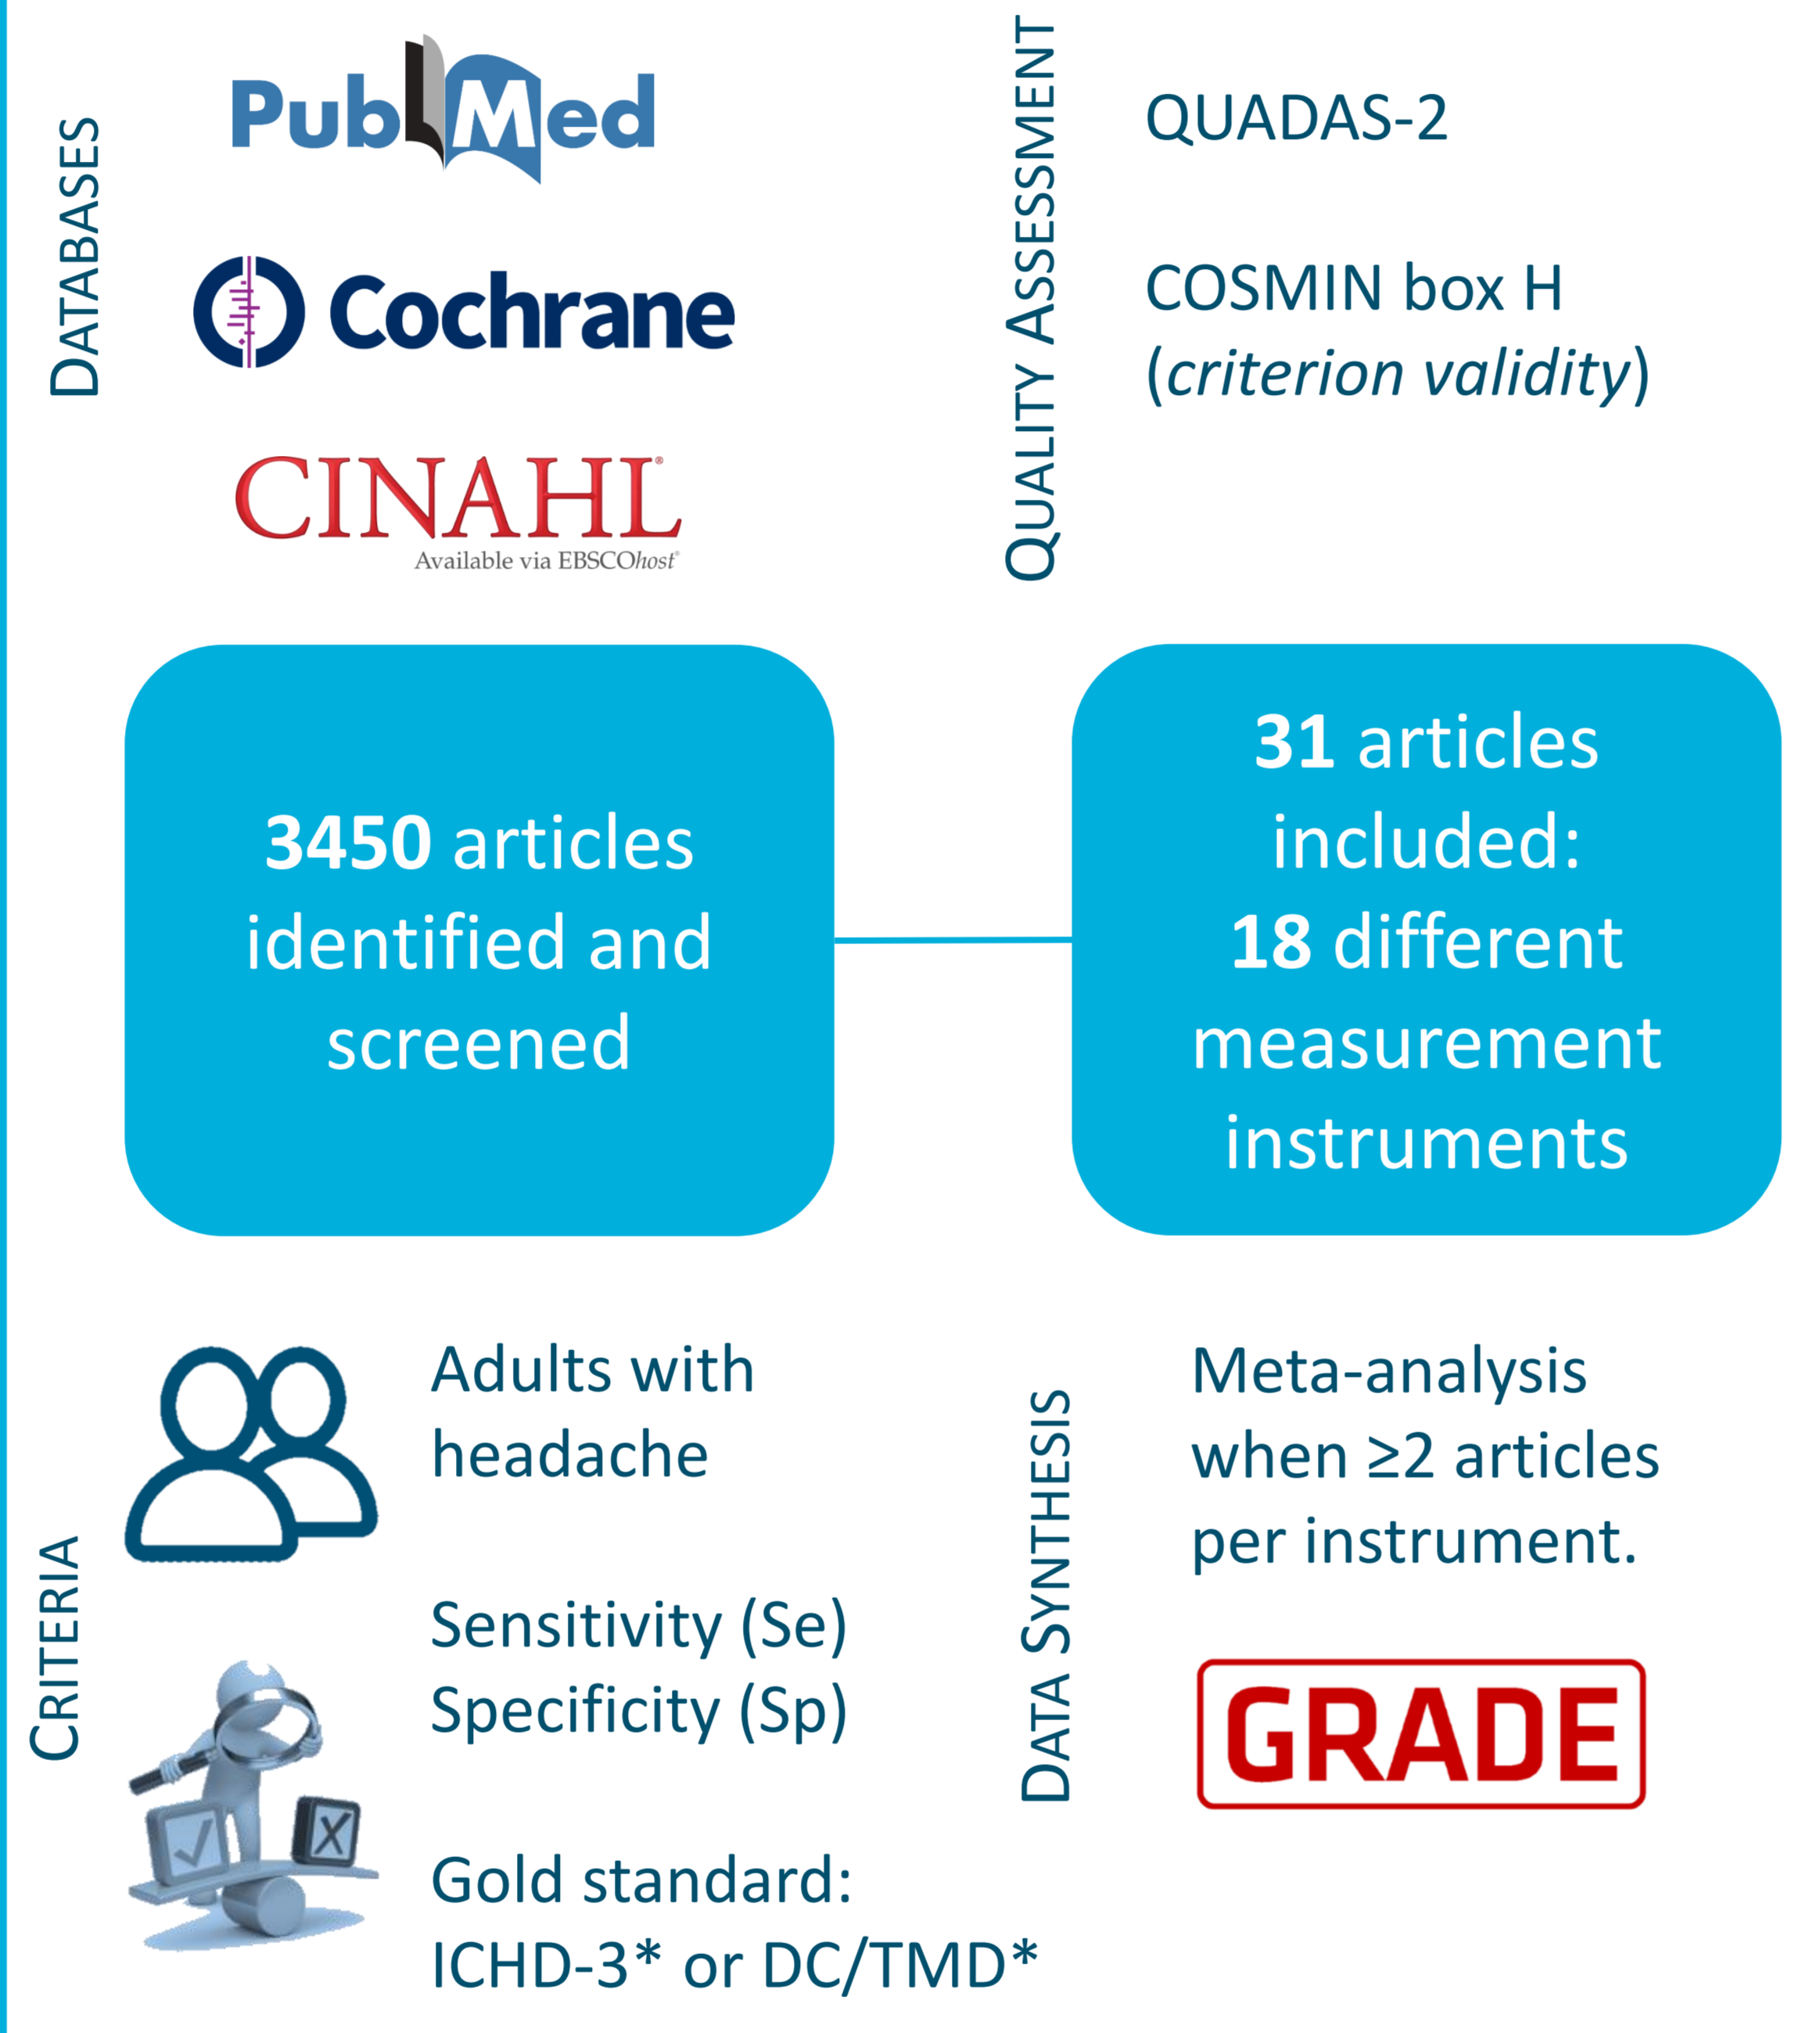 DATABASES
PubMed
Cochrane
CINAHL®
Available via EBSCOhost®
QUALITY ASSESSMENT
QUADAS-2
COSMIN box H
(criterion validity)
3450 articles
identified and
screened
31 articles
included:
18 different
measurement
instruments
CRITERIA
Adults with
headache
Sensitivity (Se)
Specificity (Sp)
Gold standard:
ICHD-3* or DC/TMD*
DATA SYNTHESIS
Meta-analysis
when ≥2 articles
per instrument.
GRADE